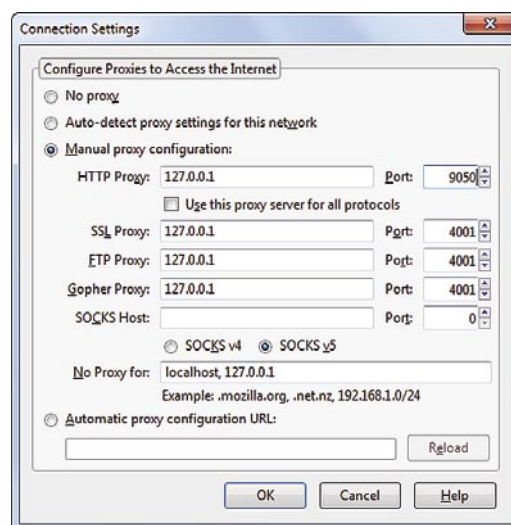 Connection Settings
Configure Proxies to Access the Internet
No proxy
Auto-detect proxy settings for this network
Manual proxy configuration:
HTTP Proxy: 127.0.0.1 Port: 9050
Use this proxy server for all protocols
SSL Proxy: 127.0.0.1 Port: 4001
FTP Proxy: 127.0.0.1 Port: 4001
Gopher Proxy: 127.0.0.1 Port: 4001
SOCKS Host: Port: 0
SOCKS v4 SOCKS v5
No Proxy for: localhost, 127.0.0.1
Example: .mozilla.org, .net.nz, 192.168.1.0/24
Automatic proxy configuration URL:
Reload
OK Cancel Help